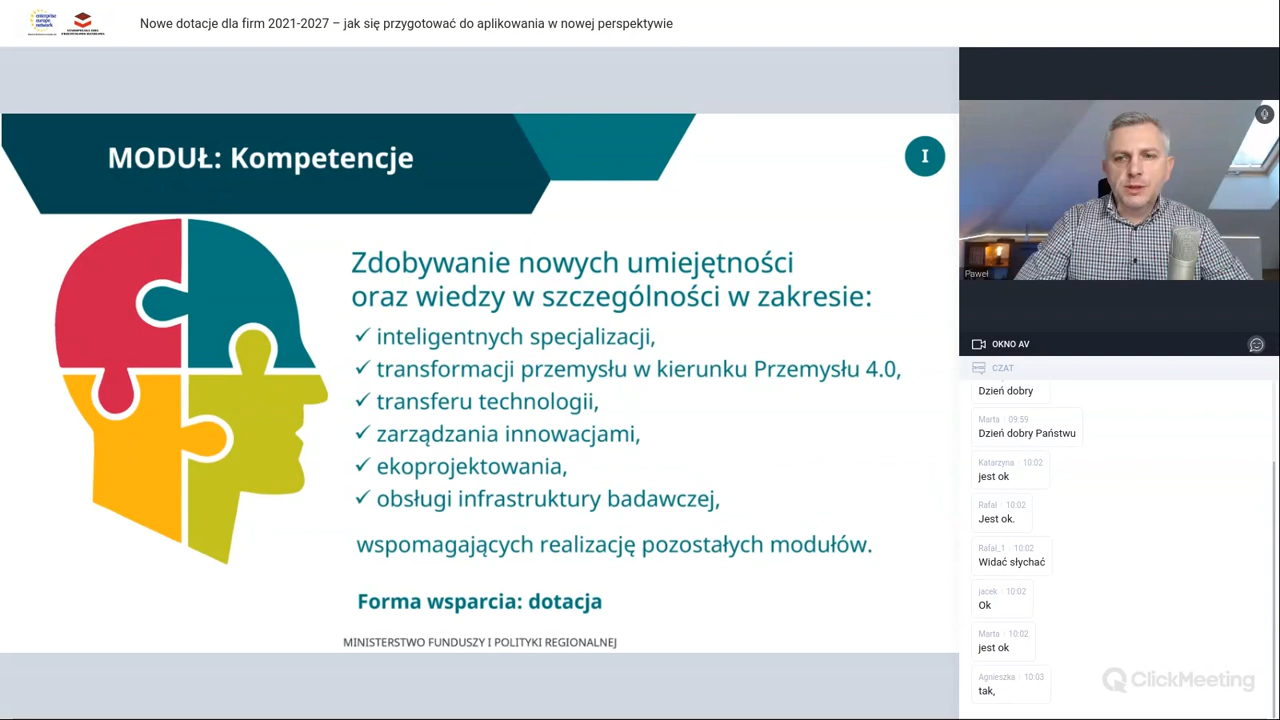 enterprise
europe
network
Nowe dotacje dla firm 2021-2027 – jak się przygotować do aplikowania w nowej perspektywie
MODUŁ: Kompetencje
I
Zdobywanie nowych umiejętności
oraz wiedzy w szczególności w zakresie:
✓ inteligentnych specjalizacji,
✓ transformacji przemysłu w kierunku Przemysłu 4.0,
✓ transferu technologii,
✓ zarządzania innowacjami,
✓ ekoprojektowania,
✓ obsługi infrastruktury badawczej,
wspomagających realizację pozostałych modułów.
Forma wsparcia: dotacja
MINISTERSTWO FUNDUSZY I POLITYKI REGIONALNEJ
Paweł
OKNO AV
CZAT
Dzień dobry
Marta 09:59
Dzień dobry Państwu
Katarzyna 10:02
jest ok
Rafał 10:02
Jest ok.
Rafał_1 10:02
Widać słychać
jacek 10:02
Ok
Marta 10:02
jest ok
Agnieszka 10:03
tak,
ClickMeeting